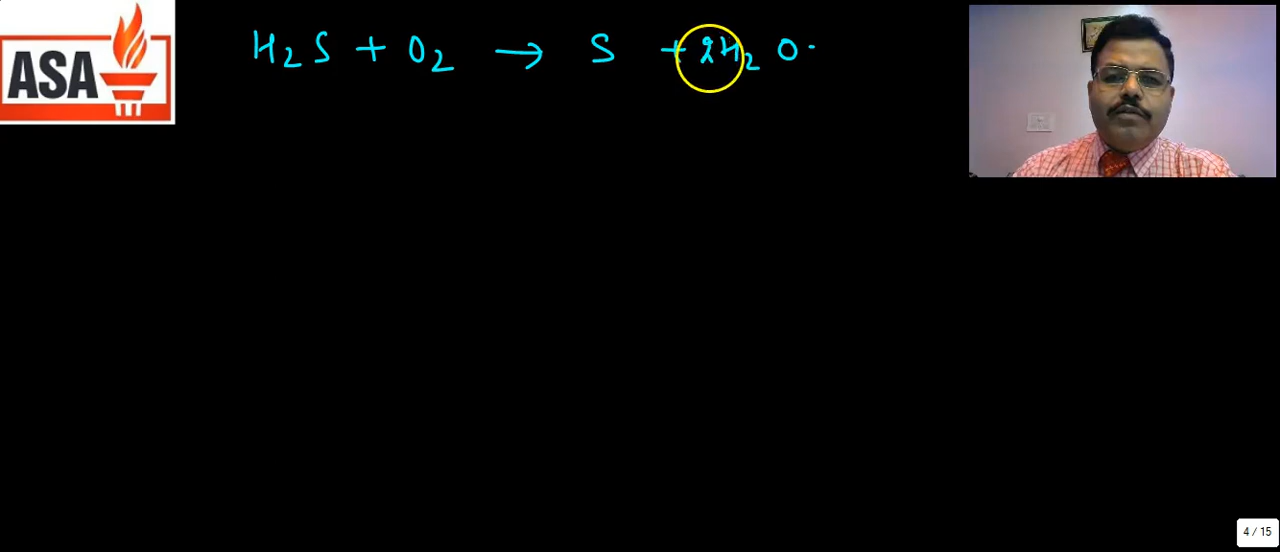 ASA
H₂S + O₂ → S + 2H₂O.
4 / 15